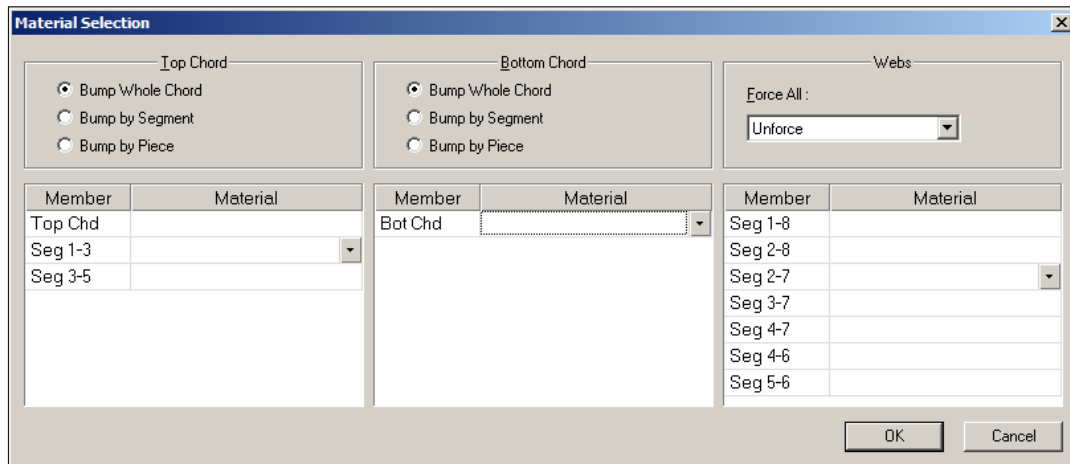 Material Selection
Top Chord
Bump Whole Chord
Bump by Segment
Bump by Piece
Bottom Chord
Bump Whole Chord
Bump by Segment
Bump by Piece
Webs
Force All :
Unforce
Member Material
Top Chd
Seg 1-3
Seg 3-5
Member Material
Bot Chd
Member Material
Seg 1-8
Seg 2-8
Seg 2-7
Seg 3-7
Seg 4-7
Seg 4-6
Seg 5-6
OK Cancel